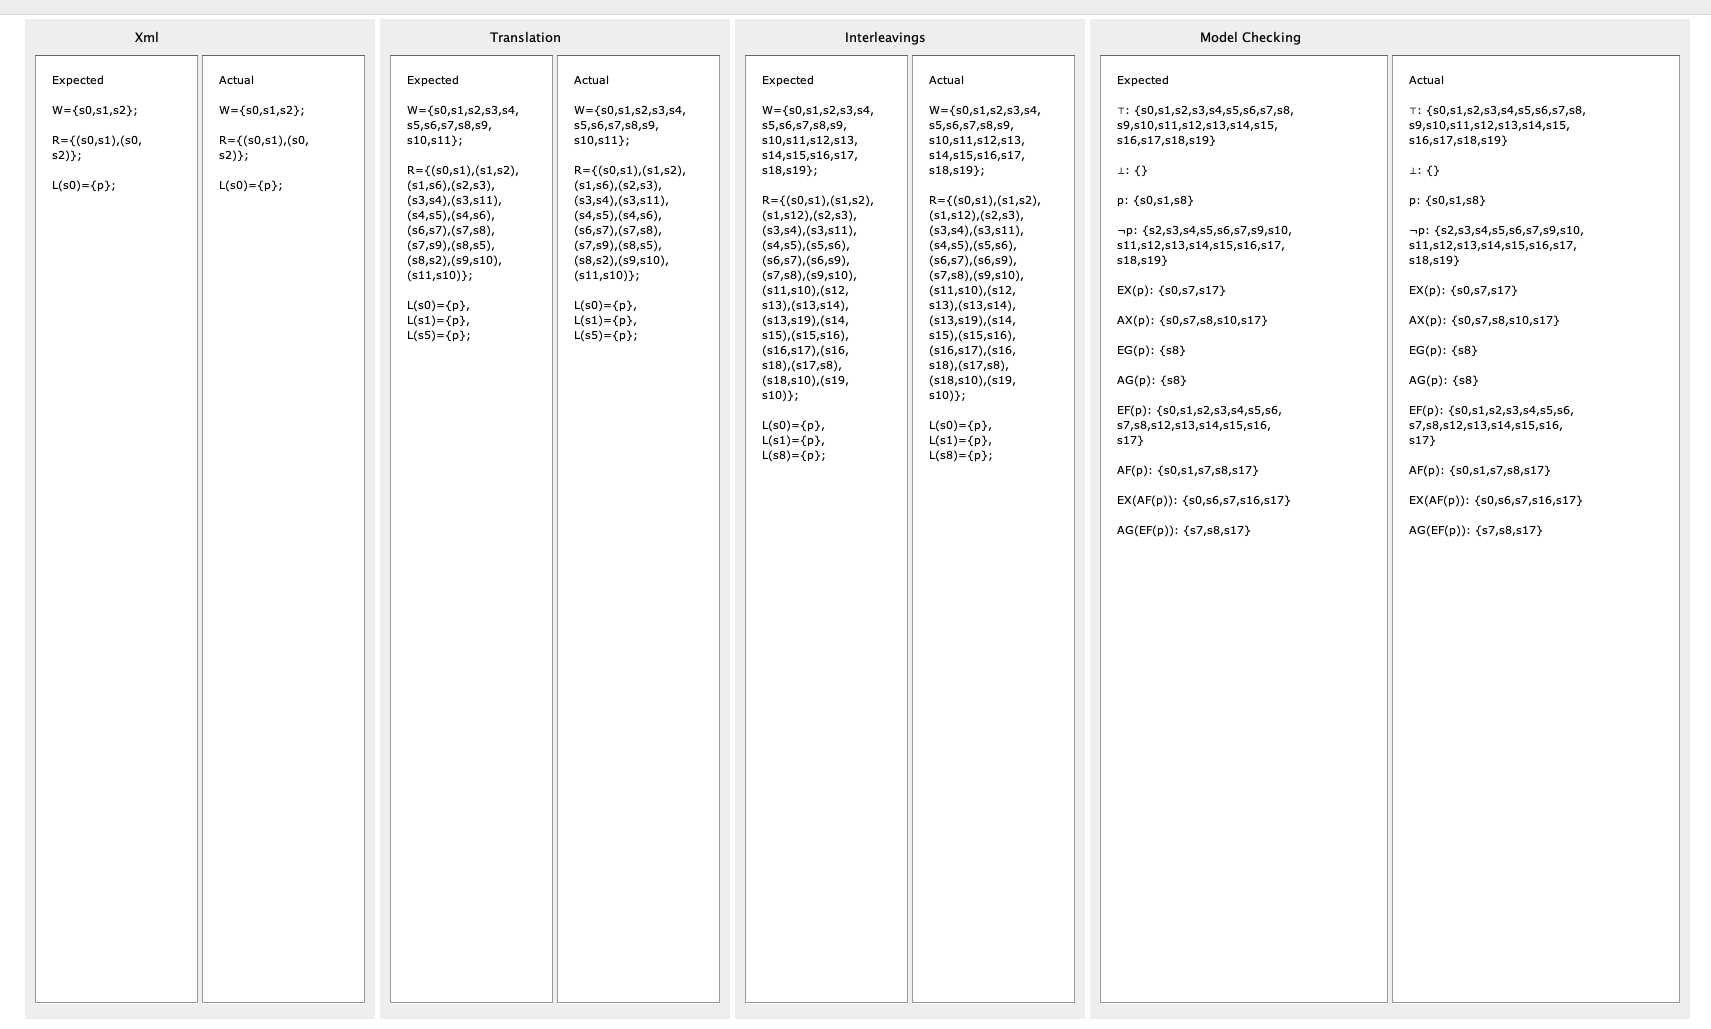 Xml
Expected
W={s0,s1,s2};
R={(s0,s1),(s0,
s2)};
L(s0)={p};
Actual
W={s0,s1,s2};
R={(s0,s1),(s0,
s2)};
L(s0)={p};
Translation
Expected
W={s0,s1,s2,s3,s4,
s5,s6,s7,s8,s9,
s10,s11};
R={(s0,s1),(s1,s2),
(s1,s6),(s2,s3),
(s3,s4),(s3,s11),
(s4,s5),(s4,s6),
(s6,s7),(s7,s8),
(s7,s9),(s8,s5),
(s8,s2),(s9,s10),
(s11,s10)};
L(s0)={p},
L(s1)={p},
L(s5)={p};
Actual
W={s0,s1,s2,s3,s4,
s5,s6,s7,s8,s9,
s10,s11};
R={(s0,s1),(s1,s2),
(s1,s6),(s2,s3),
(s3,s4),(s3,s11),
(s4,s5),(s4,s6),
(s6,s7),(s7,s8),
(s7,s9),(s8,s5),
(s8,s2),(s9,s10),
(s11,s10)};
L(s0)={p},
L(s1)={p},
L(s5)={p};
Interleavings
Expected
W={s0,s1,s2,s3,s4,
s5,s6,s7,s8,s9,
s10,s11,s12,s13,
s14,s15,s16,s17,
s18,s19};
R={(s0,s1),(s1,s2),
(s1,s12),(s2,s3),
(s3,s4),(s3,s11),
(s4,s5),(s5,s6),
(s6,s7),(s6,s9),
(s7,s8),(s9,s10),
(s11,s10),(s12,
s13),(s13,s14),
(s13,s19),(s14,
s15),(s15,s16),
(s16,s17),(s16,
s18),(s17,s8),
(s18,s10),(s19,
s10)};
L(s0)={p},
L(s1)={p},
L(s8)={p};
Actual
W={s0,s1,s2,s3,s4,
s5,s6,s7,s8,s9,
s10,s11,s12,s13,
s14,s15,s16,s17,
s18,s19};
R={(s0,s1),(s1,s2),
(s1,s12),(s2,s3),
(s3,s4),(s3,s11),
(s4,s5),(s5,s6),
(s6,s7),(s6,s9),
(s7,s8),(s9,s10),
(s11,s10),(s12,
s13),(s13,s14),
(s13,s19),(s14,
s15),(s15,s16),
(s16,s17),(s16,
s18),(s17,s8),
(s18,s10),(s19,
s10)};
L(s0)={p},
L(s1)={p},
L(s8)={p};
Model Checking
Expected
⊤: {s0,s1,s2,s3,s4,s5,s6,s7,s8,
s9,s10,s11,s12,s13,s14,s15,
s16,s17,s18,s19}
⊥: {}
p: {s0,s1,s8}
¬p: {s2,s3,s4,s5,s6,s7,s9,s10,
s11,s12,s13,s14,s15,s16,s17,
s18,s19}
EX(p): {s0,s7,s17}
AX(p): {s0,s7,s8,s10,s17}
EG(p): {s8}
AG(p): {s8}
EF(p): {s0,s1,s2,s3,s4,s5,s6,
s7,s8,s12,s13,s14,s15,s16,
s17}
AF(p): {s0,s1,s7,s8,s17}
EX(AF(p)): {s0,s6,s7,s16,s17}
AG(EF(p)): {s7,s8,s17}
Actual
⊤: {s0,s1,s2,s3,s4,s5,s6,s7,s8,
s9,s10,s11,s12,s13,s14,s15,
s16,s17,s18,s19}
⊥: {}
p: {s0,s1,s8}
¬p: {s2,s3,s4,s5,s6,s7,s9,s10,
s11,s12,s13,s14,s15,s16,s17,
s18,s19}
EX(p): {s0,s7,s17}
AX(p): {s0,s7,s8,s10,s17}
EG(p): {s8}
AG(p): {s8}
EF(p): {s0,s1,s2,s3,s4,s5,s6,
s7,s8,s12,s13,s14,s15,s16,
s17}
AF(p): {s0,s1,s7,s8,s17}
EX(AF(p)): {s0,s6,s7,s16,s17}
AG(EF(p)): {s7,s8,s17}